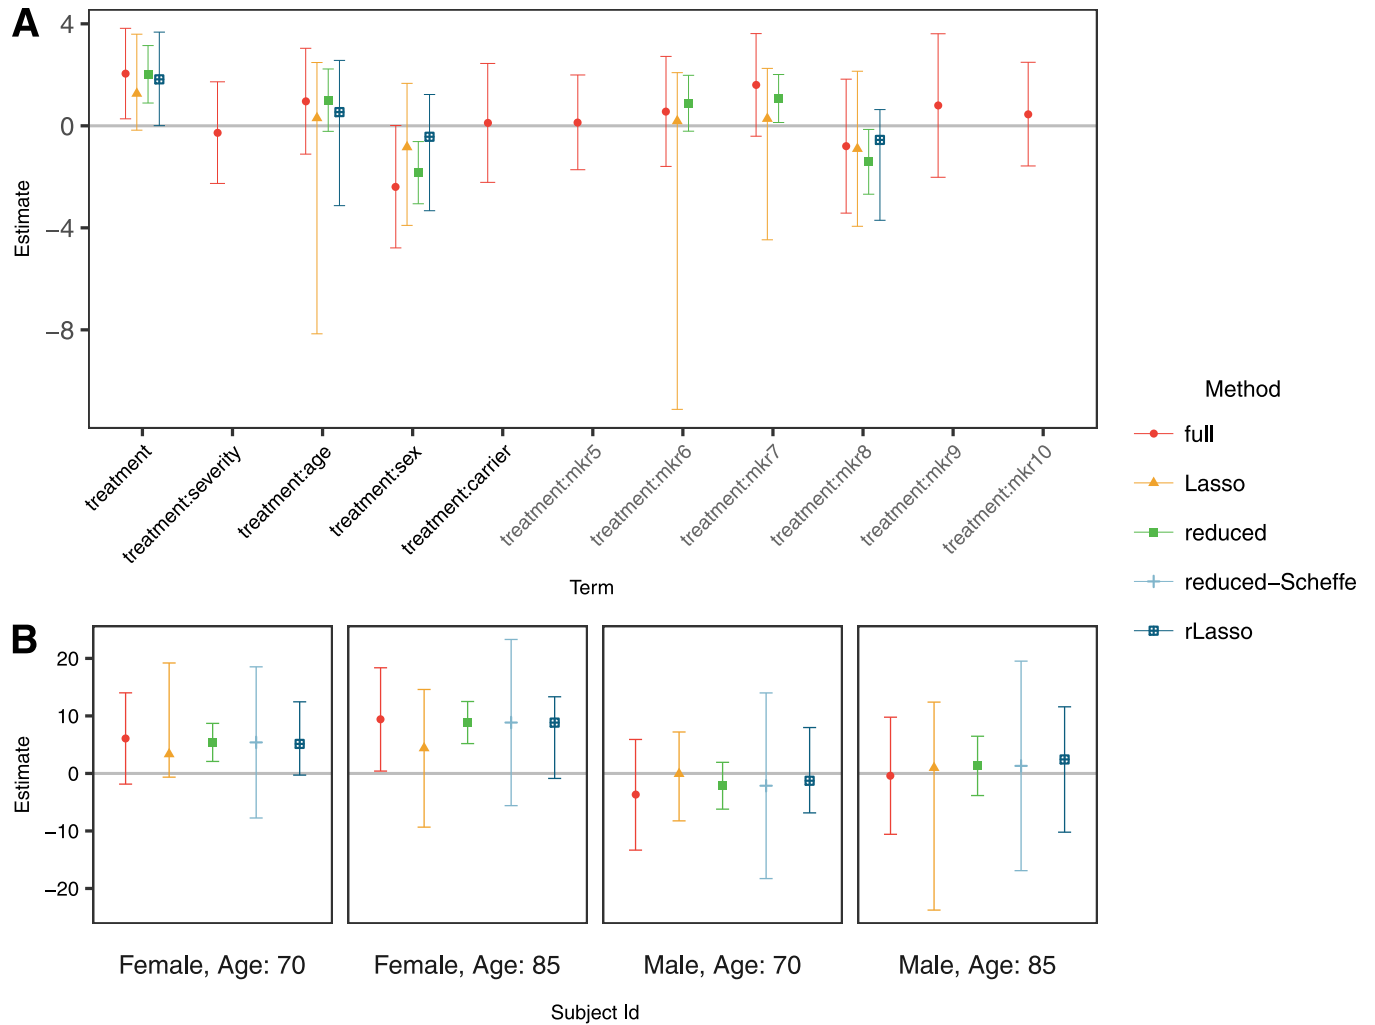 A
4
0
−4
−8
Estimate
treatment
treatment:severity
treatment:age
treatment:sex
treatment:carrier
treatment:mkr5
treatment:mkr6
treatment:mkr7
treatment:mkr8
treatment:mkr9
treatment:mkr10
Term
Method
full
Lasso
reduced
reduced−Scheffe
rLasso
B
20
10
0
−10
−20
Estimate
Female, Age: 70
Female, Age: 85
Male, Age: 70
Male, Age: 85
Subject Id